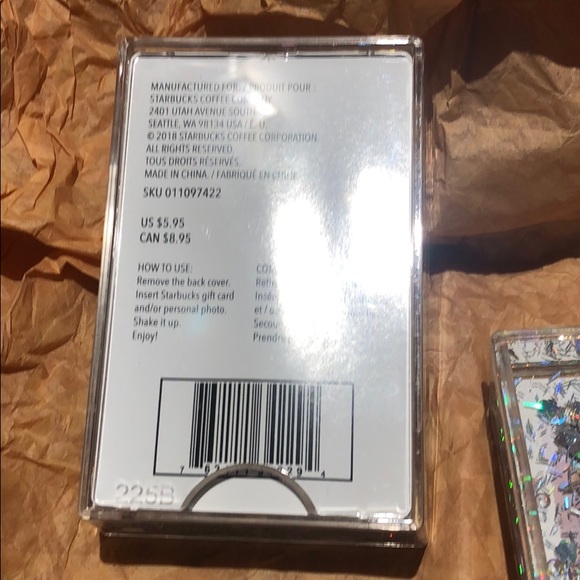 MANUFACTURED FOR / PRODUIT POUR :
STARBUCKS COFFEE COMPANY
2401 UTAH AVENUE SOUTH
SEATTLE, WA 98134 USA / É.-U.
© 2018 STARBUCKS COFFEE CORPORATION.
ALL RIGHTS RESERVED.
TOUS DROITS RÉSERVÉS.
MADE IN CHINA. / FABRIQUÉ EN CHINE
SKU 011097422
US $5.95
CAN $8.95
HOW TO USE:
Remove the back cover.
Insert Starbucks gift card
and/or personal photo.
Shake it up.
Enjoy!
et / o
Secou
Prendre
226B